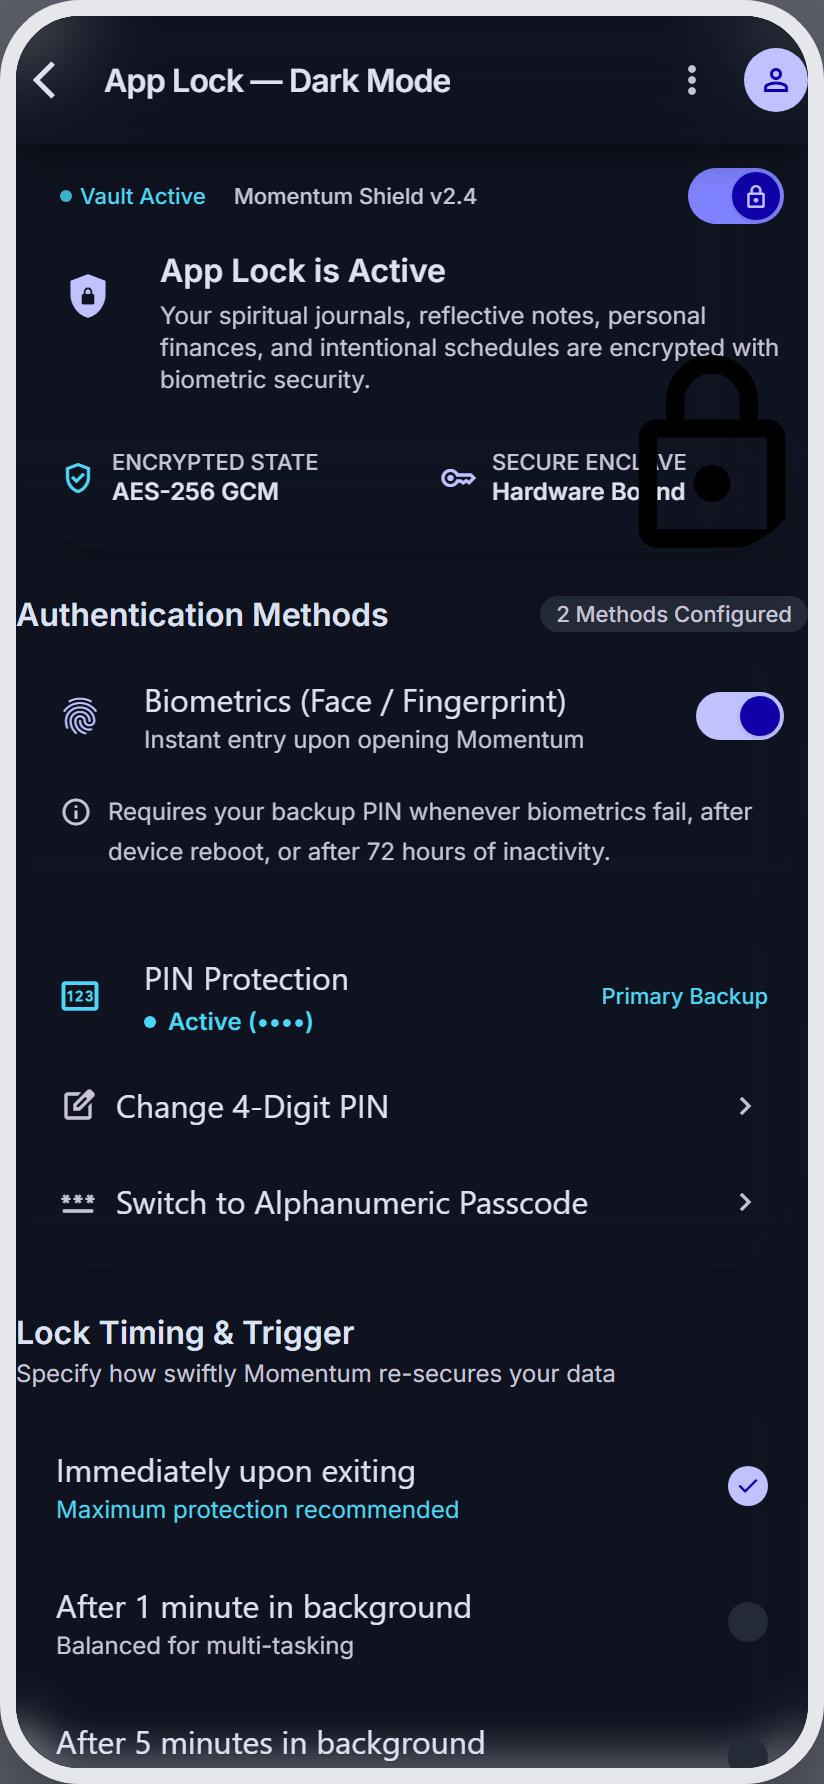 App Lock — Dark Mode
Vault Active Momentum Shield v2.4
App Lock is Active
Your spiritual journals, reflective notes, personal
finances, and intentional schedules are encrypted with
biometric security.
ENCRYPTED STATE
AES-256 GCM
SECURE ENCLAVE
Hardware Bound
Authentication Methods
2 Methods Configured
Biometrics (Face / Fingerprint)
Instant entry upon opening Momentum
Requires your backup PIN whenever biometrics fail, after
device reboot, or after 72 hours of inactivity.
123
PIN Protection
Active (••••)
Primary Backup
Change 4-Digit PIN
***
Switch to Alphanumeric Passcode
Lock Timing & Trigger
Specify how swiftly Momentum re-secures your data
Immediately upon exiting
Maximum protection recommended
After 1 minute in background
Balanced for multi-tasking
After 5 minutes in background